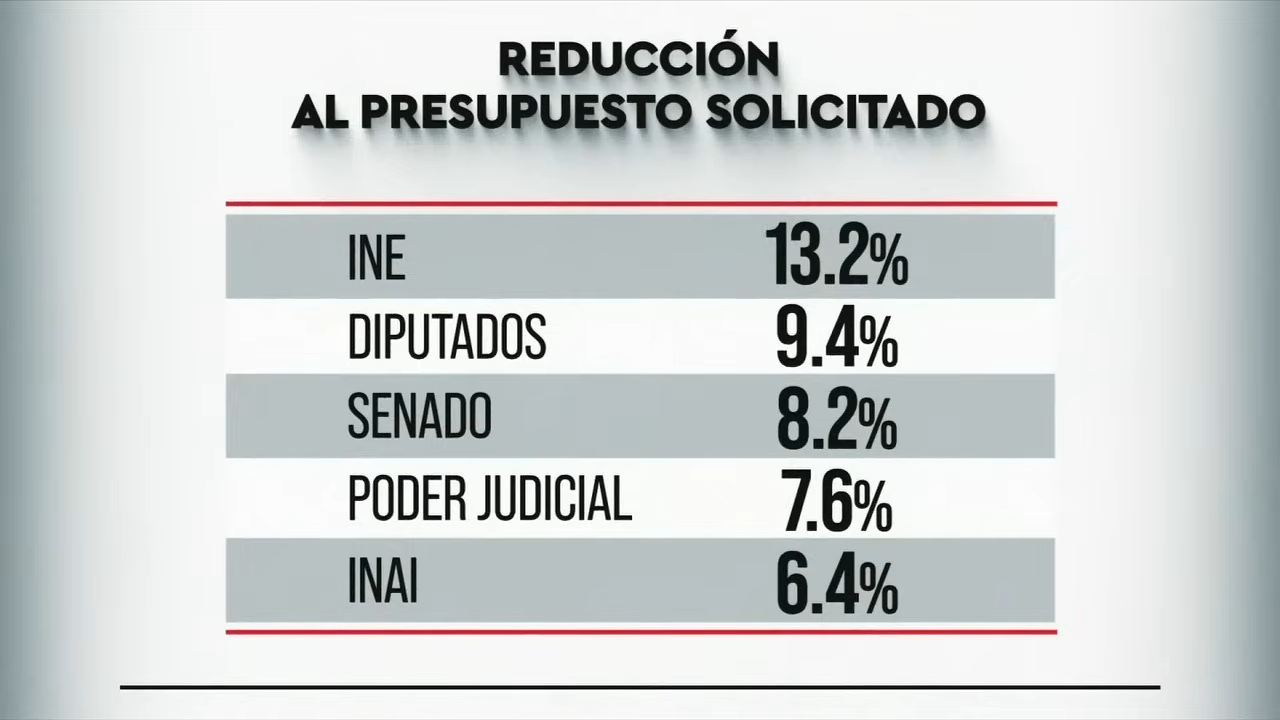 REDUCCIÓN
AL PRESUPUESTO SOLICITADO
INE 13.2%
DIPUTADOS 9.4%
SENADO 8.2%
PODER JUDICIAL 7.6%
INAI 6.4%